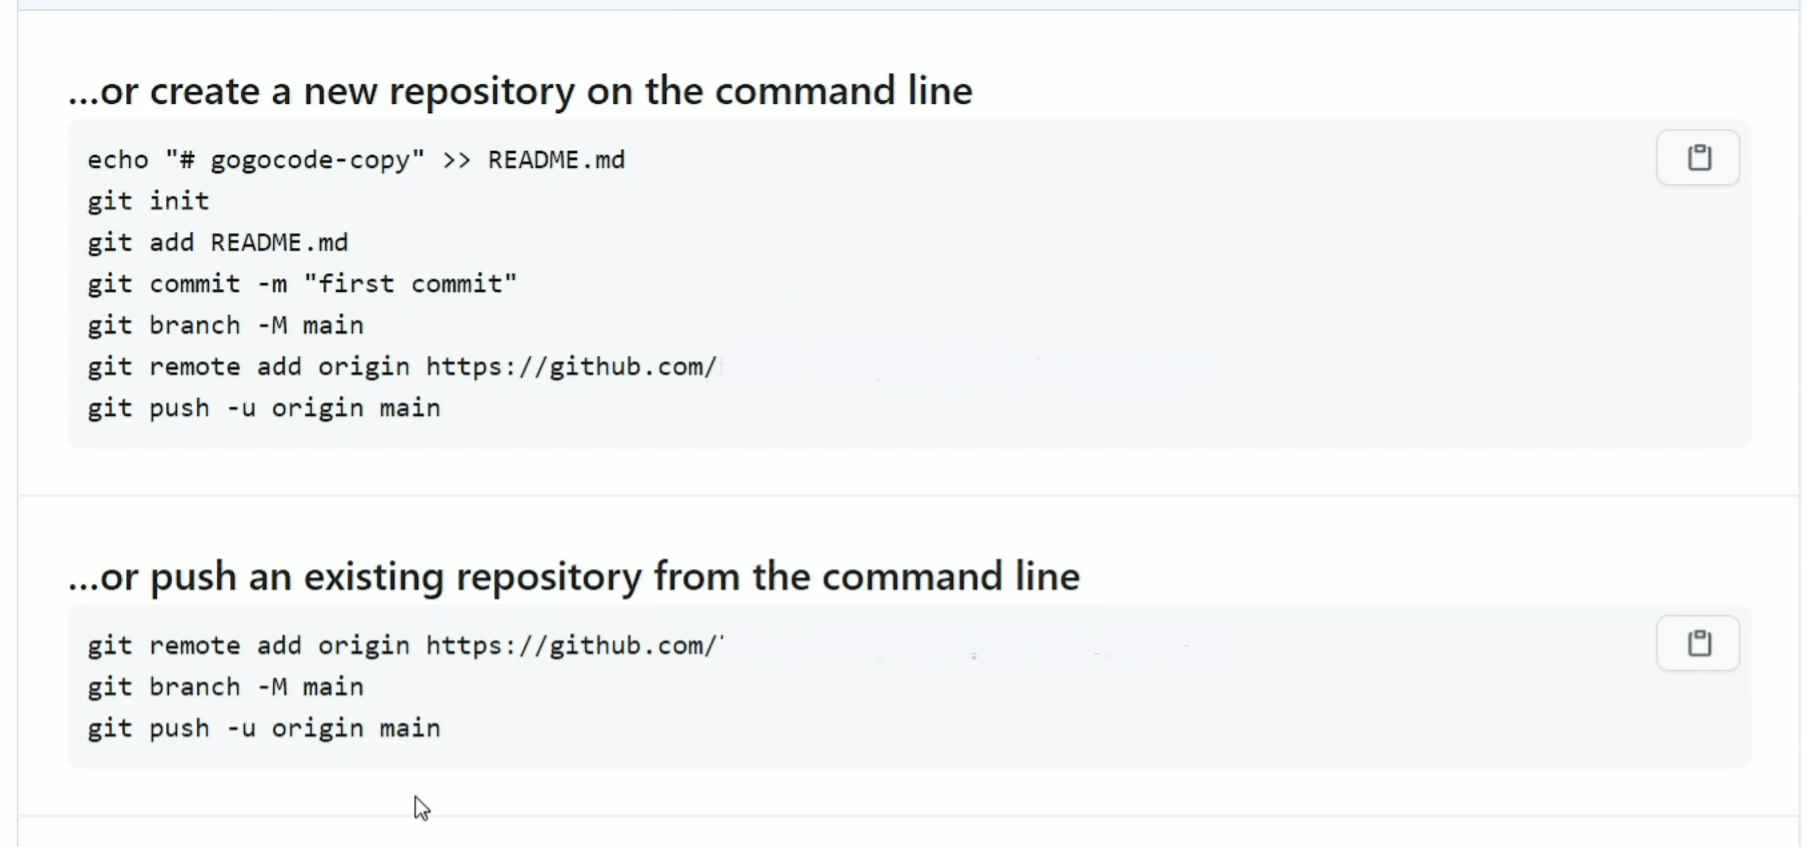 ...or create a new repository on the command line
echo "# gogocode-copy" >> README.md
git init
git add README.md
git commit -m "first commit"
git branch -M main
git remote add origin https://github.com/
git push -u origin main
...or push an existing repository from the command line
git remote add origin https://github.com/
git branch -M main
git push -u origin main